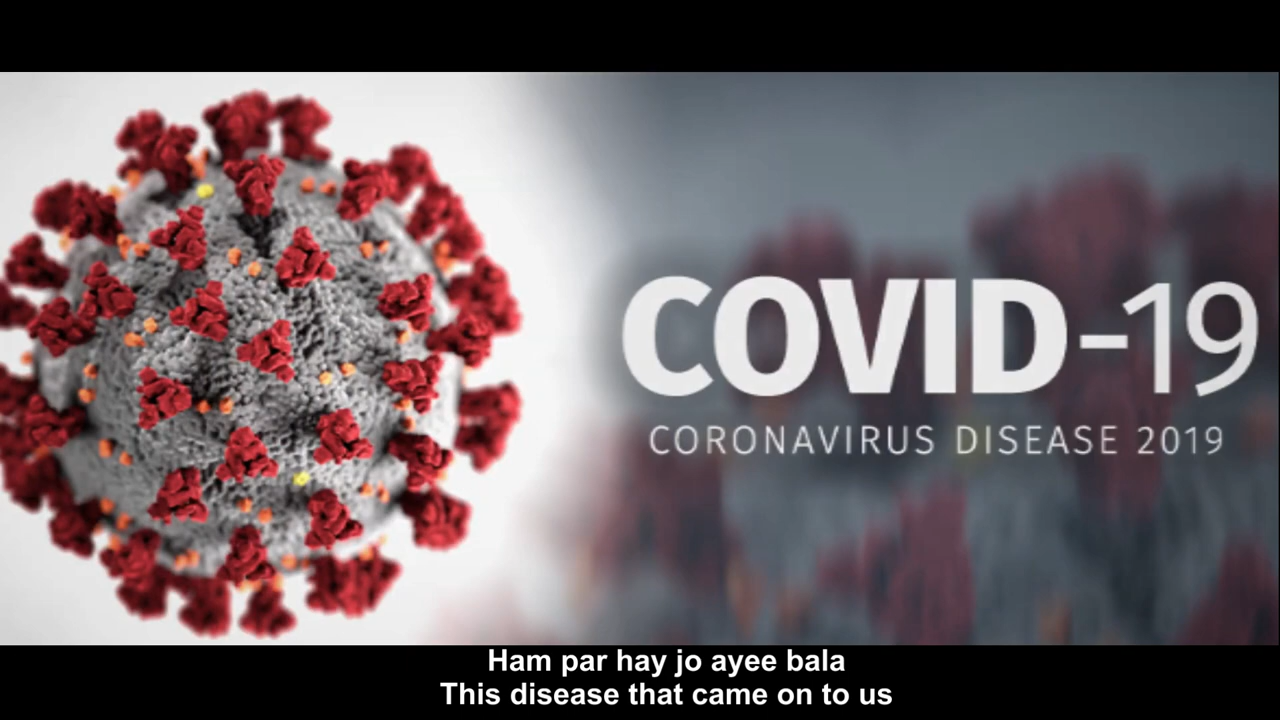 COVID-19
CORONAVIRUS DISEASE 2019
Ham par hay jo ayee bala
This disease that came on to us